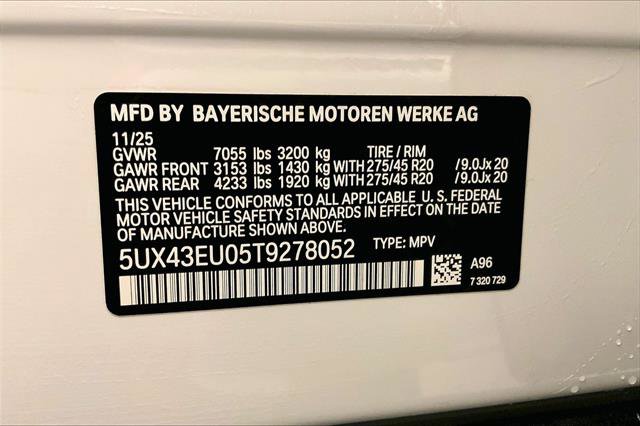 MFD BY BAYERISCHE MOTOREN WERKE AG
11/25
GVWR 7055 lbs 3200 kg TIRE / RIM
GAWR FRONT 3153 lbs 1430 kg WITH 275/45 R20 /9.0Jx 20
GAWR REAR 4233 lbs 1920 kg WITH 275/45 R20 /9.0Jx 20
THIS VEHICLE CONFORMS TO ALL APPLICABLE U. S. FEDERAL
MOTOR VEHICLE SAFETY STANDARDS IN EFFECT ON THE DATE
OF MANUFACTURE SHOWN ABOVE.
5UX43EU05T9278052 TYPE: MPV
A96
7 320 729